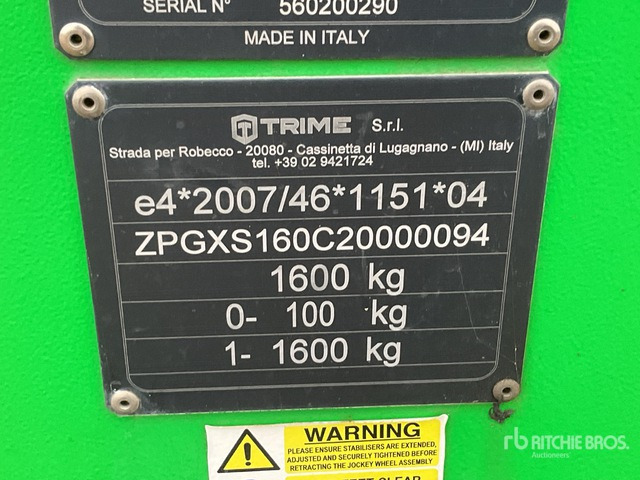 SERIAL N° 560200290
MADE IN ITALY
TRIME S.r.l.
Strada per Robecco - 20080 - Cassinetta di Lugagnano - (MI) Italy
tel. +39 02 9421724
e4*2007/46*1151*04
ZPGXS160C20000094
1600 kg
0- 100 kg
1- 1600 kg
WARNING
PLEASE ENSURE STABILISERS ARE EXTENDED,
ADJUSTED AND SECURELY TIGHTENED BEFORE
RETRACTING THE JOCKEY WHEEL ASSEMBLY
rb RITCHIE BROS.
Auctioneers